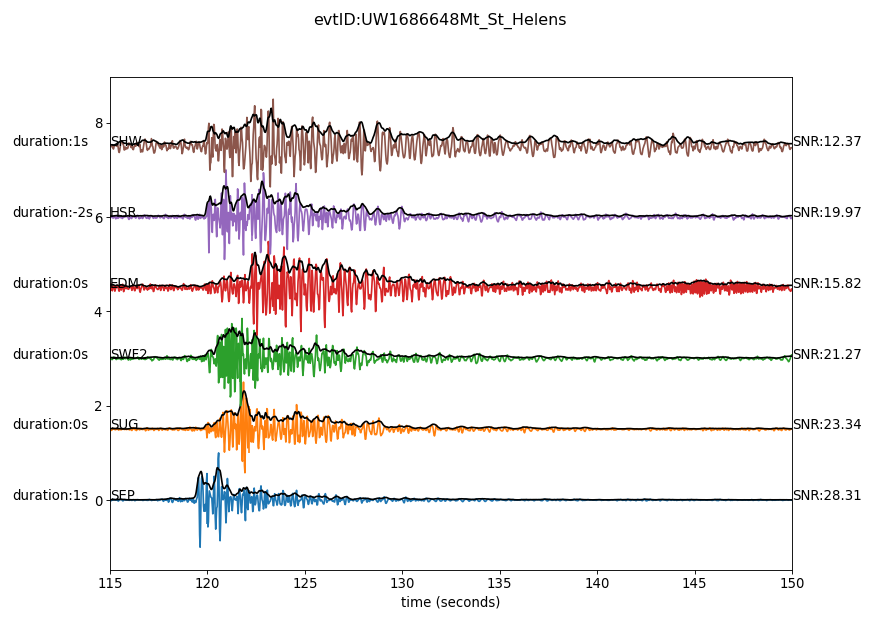 evtID:UW1686648Mt_St_Helens
8
duration:1s SHW SNR:12.37
duration:-2s HSR SNR:19.97
6
duration:0s EDM SNR:15.82
4
duration:0s SWF2 SNR:21.27
2
duration:0s SUG SNR:23.34
duration:1s SEP SNR:28.31
0
115 120 125 130 135 140 145 150
time (seconds)